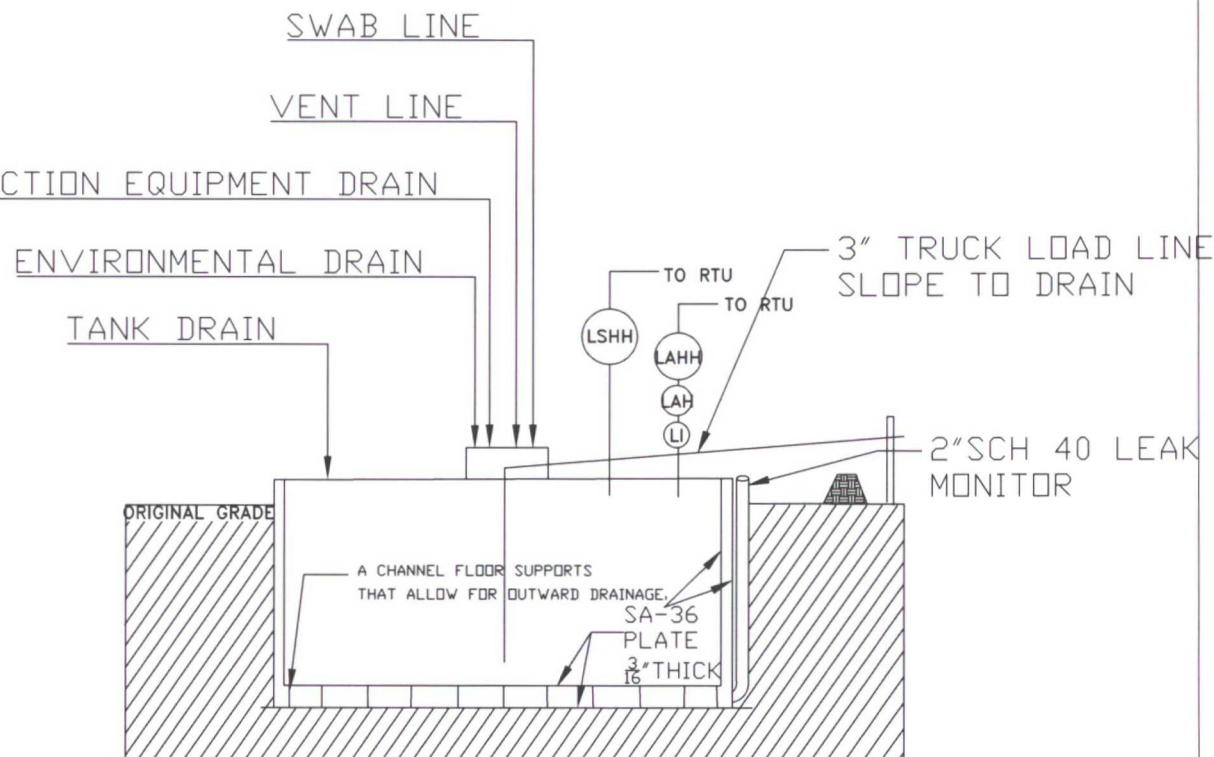 SWAB LINE
VENT LINE
CTION EQUIPMENT DRAIN
ENVIRONMENTAL DRAIN
TANK DRAIN
3" TRUCK LOAD LINE
SLOPE TO DRAIN
TO RTU
TO RTU
LSHH
LAHH
LAH
LI
2"SCH 40 LEAK
MONITOR
ORIGINAL GRADE
A CHANNEL FLOOR SUPPORTS
THAT ALLOW FOR OUTWARD DRAINAGE.
SA-36
PLATE
3/16"THICK